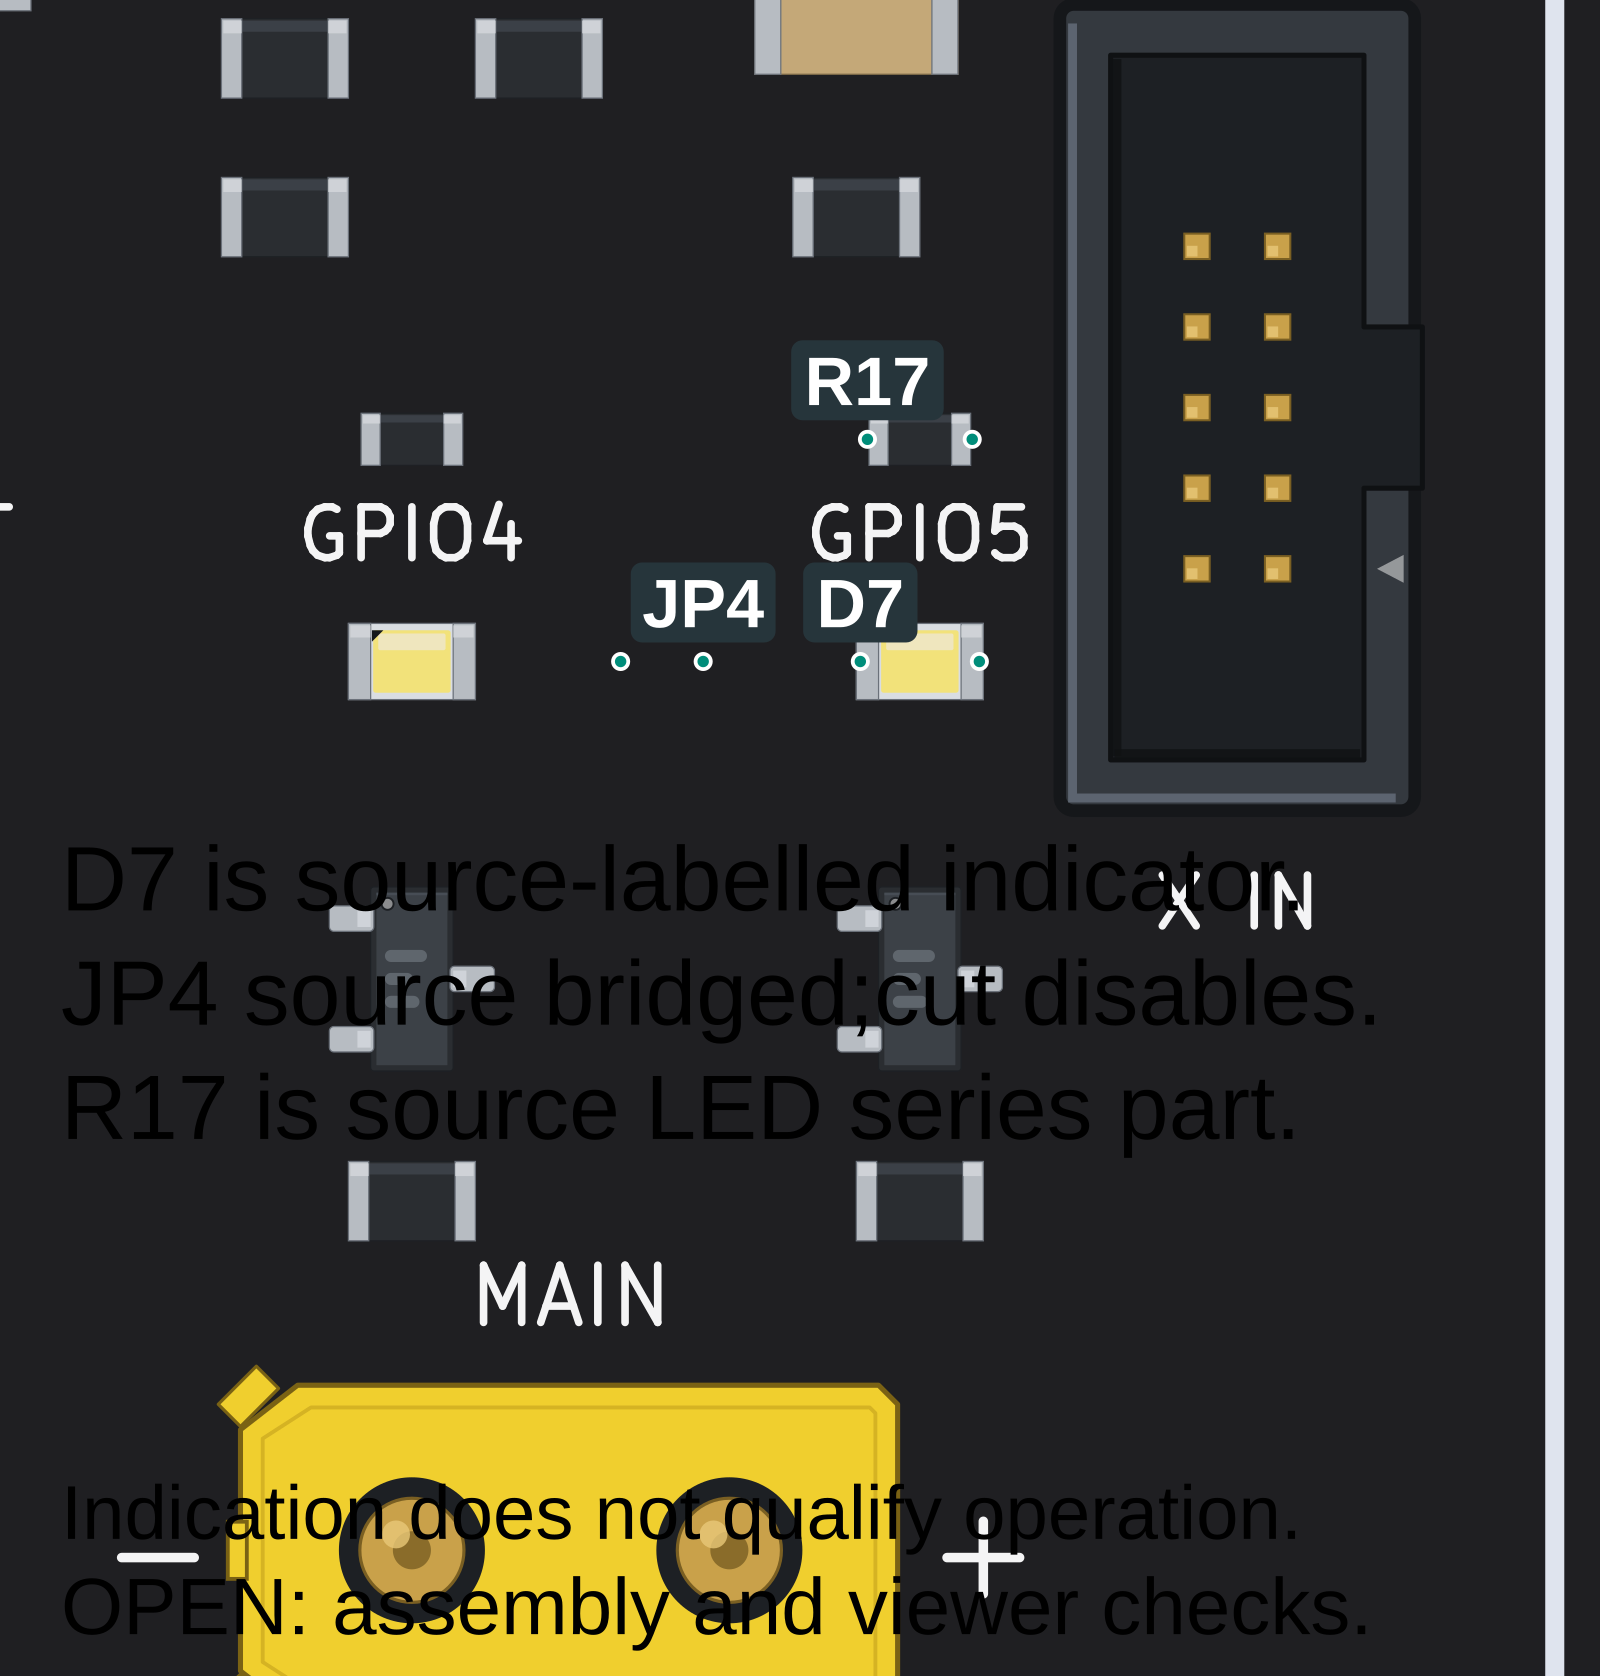 R17
GPIO4
GPIO5
JP4
D7
D7 is source-labelled indicator.
X IN
JP4 source bridged;cut disables.
R17 is source LED series part.
MAIN
Indication does not qualify operation.
− +
OPEN: assembly and viewer checks.